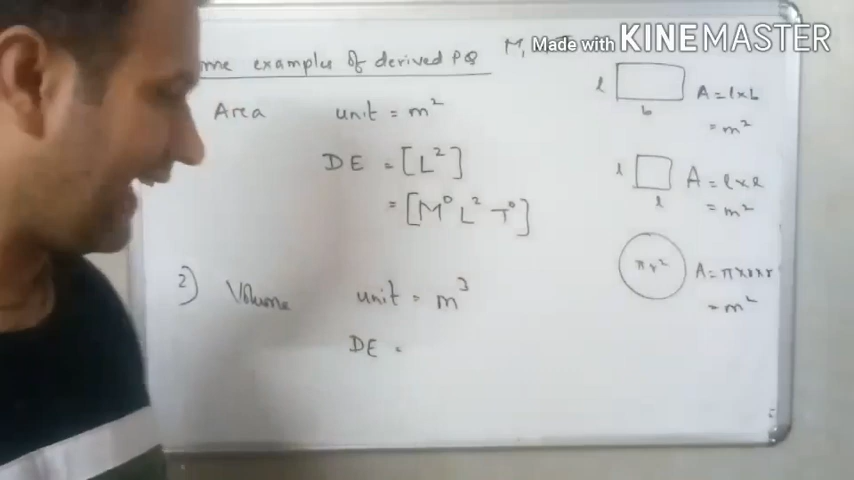 me examples of derived PQ
M,
Made with KINEMASTER
Area unit = m²
DE = [L²]
= [M⁰ L² T⁰]
2) Volume unit = m³
DE =
l
b
A = l x b
= m²
l
l
A = l x l
= m²
πr²
A = π x r x r
= m²